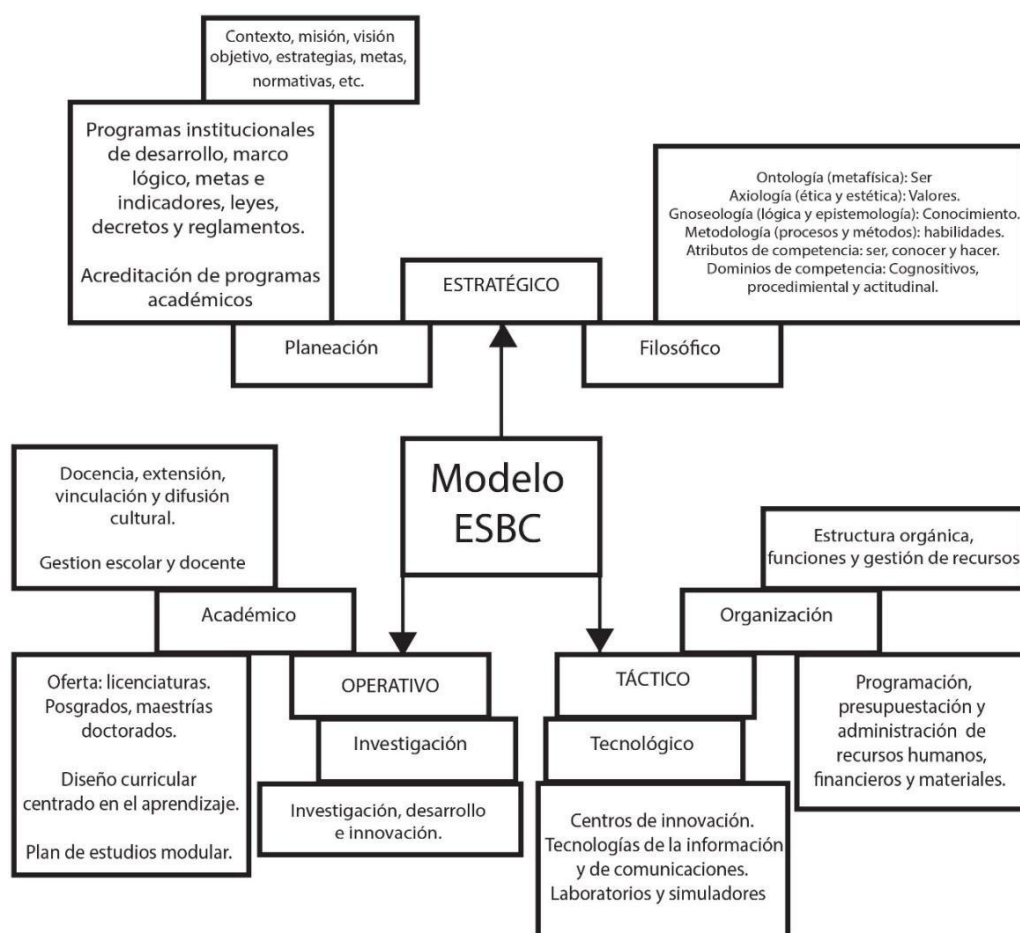 Contexto, misión, visión
objetivo, estrategias, metas,
normativas, etc.
Programas institucionales
de desarrollo, marco
lógico, metas e
indicadores, leyes,
decretos y reglamentos.
Acreditación de programas
académicos
Ontología (metafísica): Ser
Axiología (ética y estética): Valores.
Gnoseología (lógica y epistemología): Conocimiento.
Metodología (procesos y métodos): habilidades.
Atributos de competencia: ser, conocer y hacer.
Dominios de competencia: Cognositivos,
procedimiental y actitudinal.
ESTRATÉGICO
Planeación
Filosófico
Modelo
ESBC
Docencia, extensión,
vinculación y difusión
cultural.
Gestion escolar y docente
Académico
Oferta: licenciaturas.
Posgrados, maestrías
doctorados.
Diseño curricular
centrado en el aprendizaje.
Plan de estudios modular.
OPERATIVO
Investigación
Investigación, desarrollo
e innovación.
Estructura orgánica,
funciones y gestión de recursos
Organización
TÁCTICO
Tecnológico
Programación,
presupuestación y
administración de
recursos humanos,
financieros y materiales.
Centros de innovación.
Tecnologías de la información
y de comunicaciones.
Laboratorios y simuladores